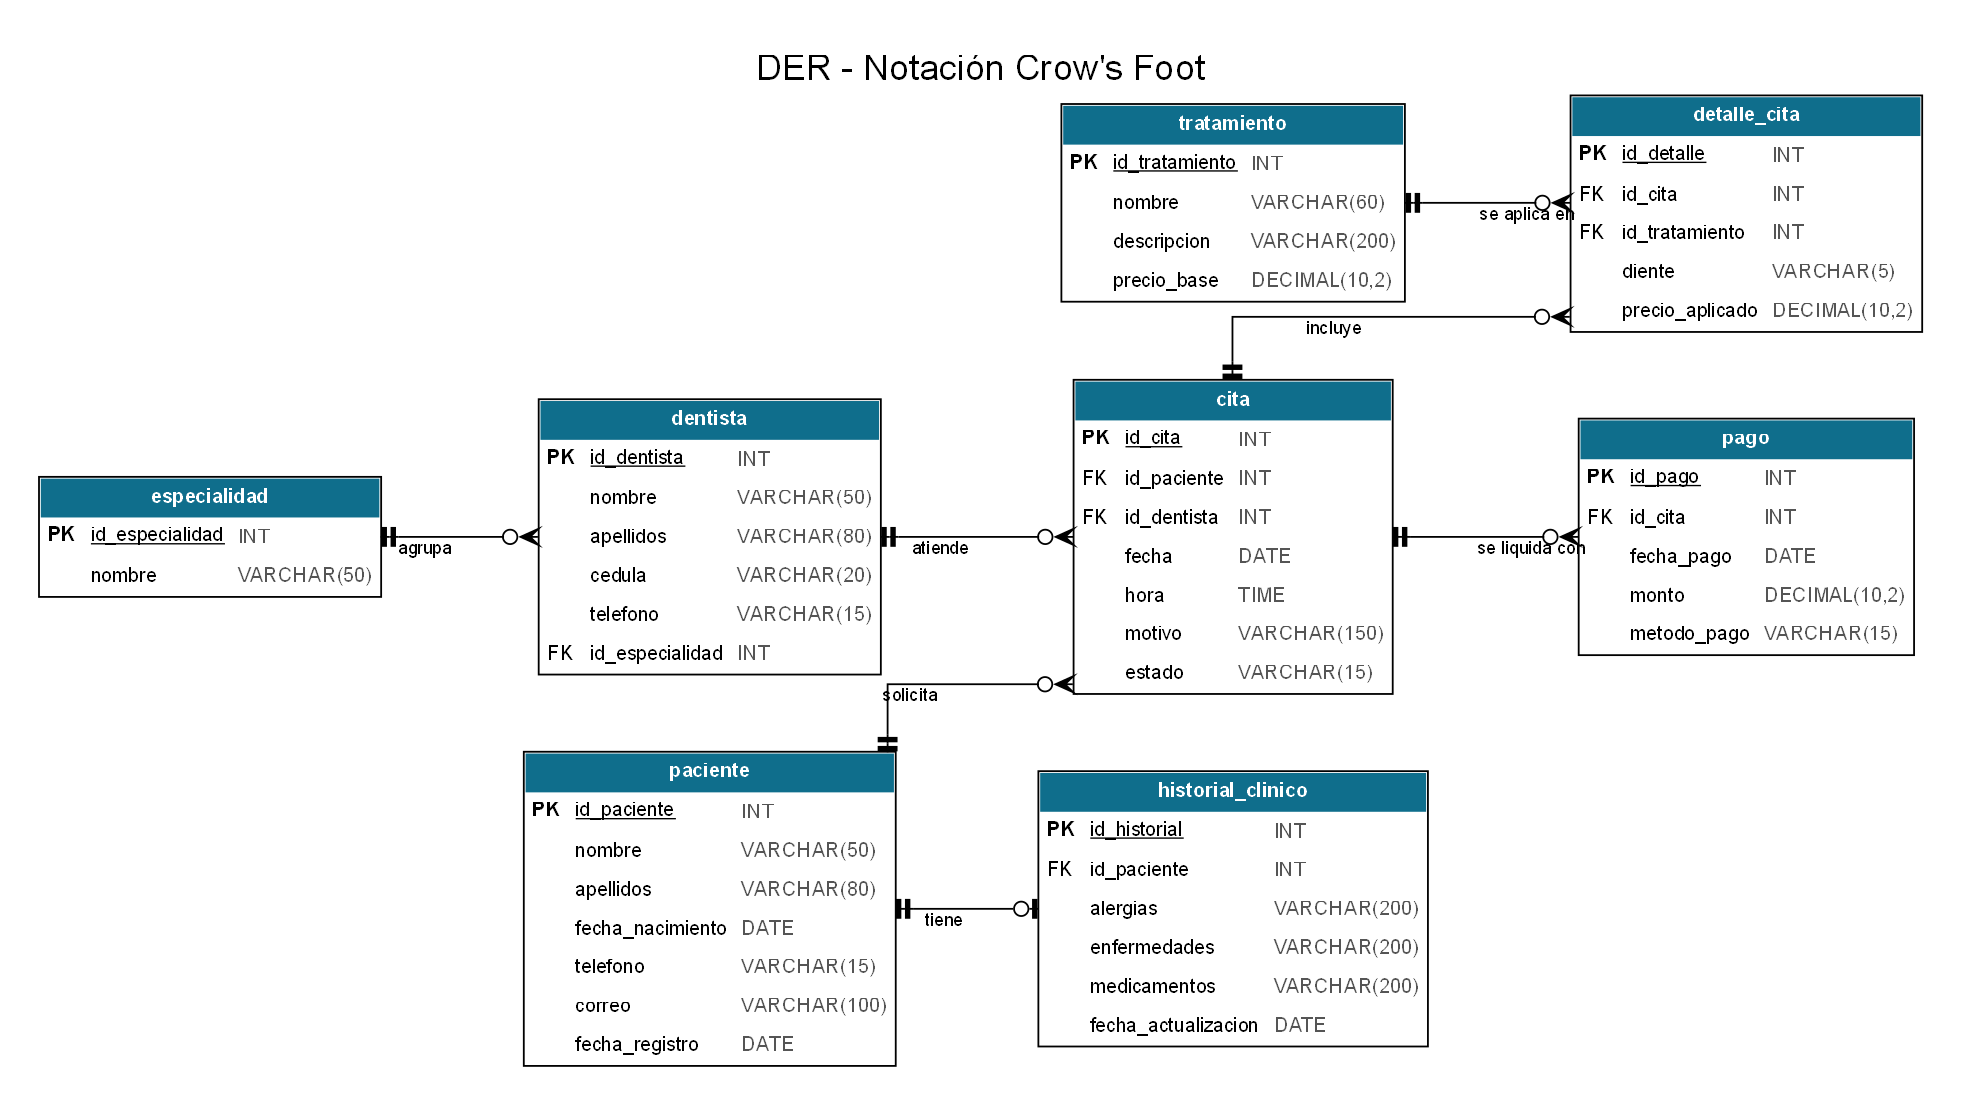 DER - Notación Crow's Foot
tratamiento
PK id_tratamiento INT
nombre VARCHAR(60)
descripcion VARCHAR(200)
precio_base DECIMAL(10,2)
se aplica en
detalle_cita
PK id_detalle INT
FK id_cita INT
FK id_tratamiento INT
diente VARCHAR(5)
precio_aplicado DECIMAL(10,2)
incluye
especialidad
PK id_especialidad INT
nombre VARCHAR(50)
agrupa
dentista
PK id_dentista INT
nombre VARCHAR(50)
apellidos VARCHAR(80)
cedula VARCHAR(20)
telefono VARCHAR(15)
FK id_especialidad INT
atiende
cita
PK id_cita INT
FK id_paciente INT
FK id_dentista INT
fecha DATE
hora TIME
motivo VARCHAR(150)
estado VARCHAR(15)
se liquida con
pago
PK id_pago INT
FK id_cita INT
fecha_pago DATE
monto DECIMAL(10,2)
metodo_pago VARCHAR(15)
solicita
paciente
PK id_paciente INT
nombre VARCHAR(50)
apellidos VARCHAR(80)
fecha_nacimiento DATE
telefono VARCHAR(15)
correo VARCHAR(100)
fecha_registro DATE
tiene
historial_clinico
PK id_historial INT
FK id_paciente INT
alergias VARCHAR(200)
enfermedades VARCHAR(200)
medicamentos VARCHAR(200)
fecha_actualizacion DATE